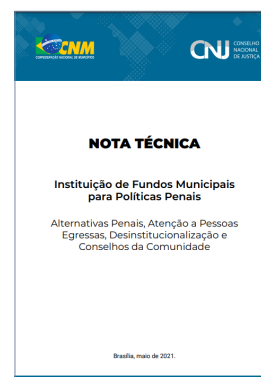 CNM
CONFEDERAÇÃO NACIONAL DE MUNICÍPIOS
CNJ
CONSELHO
NACIONAL
DE JUSTIÇA
NOTA TÉCNICA
Instituição de Fundos Municipais
para Políticas Penais
Alternativas Penais, Atenção a Pessoas
Egressas, Desinstitucionalização e
Conselhos da Comunidade
Brasília, maio de 2021.